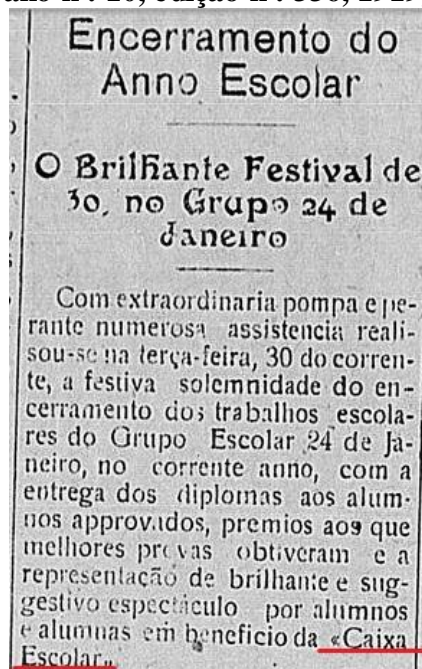 Encerramento do
Anno Escolar
O Brilhante Festival de
30, no Grupo 24 de
Janeiro
Com extraordinaria pompa e pe-
rante numerosa assistencia reali-
sou-se na terça-feira, 30 do corren-
te, a festiva solemnidade do en-
cerramento dos trabalhos escola-
res do Grupo Escolar 24 de Ja-
neiro, no corrente anno, com a
entrega dos diplomas aos alum-
nos approvados, premios aos que
melhores provas obtiveram e a
representação de brilhante e sug-
gestivo espectaculo por alumnos
e alumnas em beneficio da «Caixa
Escolar».